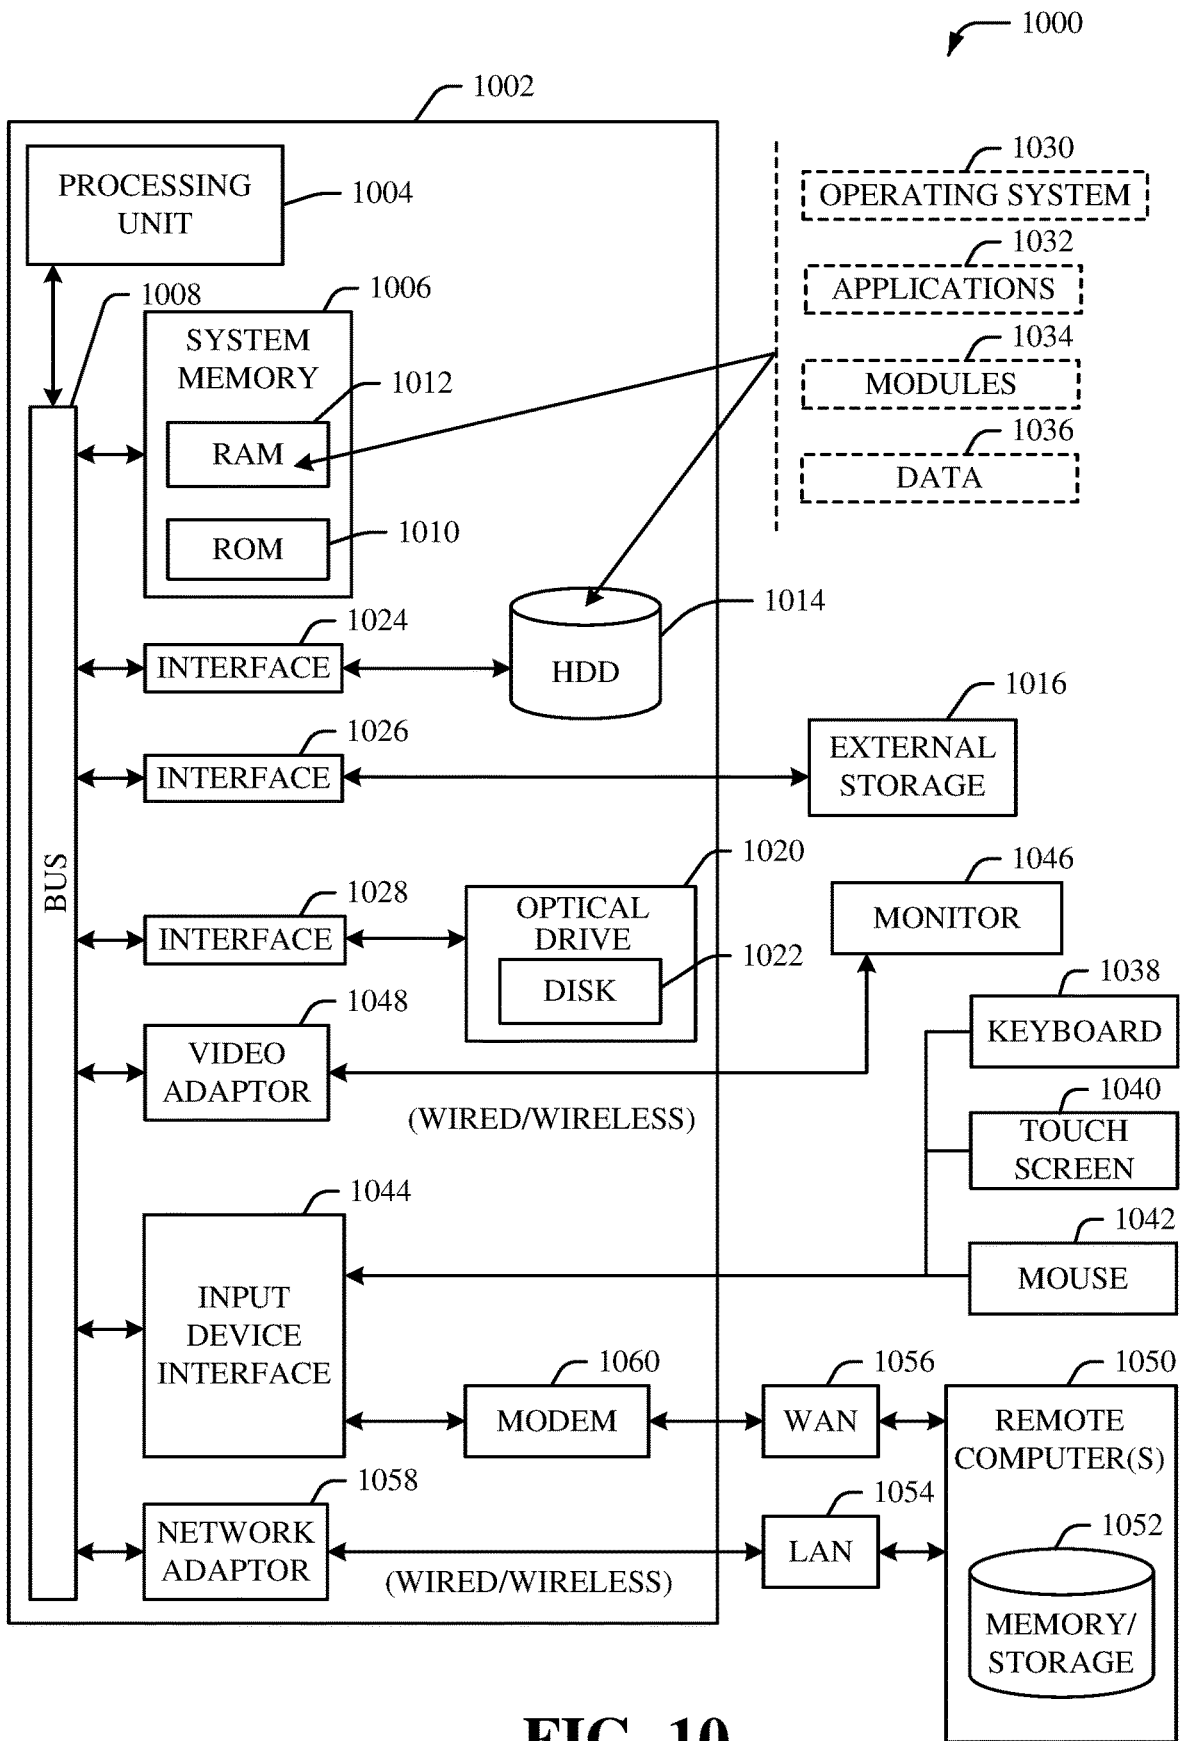 1000
1002
PROCESSING
UNIT
1004
1030
OPERATING SYSTEM
1032
APPLICATIONS
1034
MODULES
1036
DATA
1008
1006
SYSTEM
MEMORY
1012
RAM
1010
ROM
1024
INTERFACE
1014
HDD
1026
INTERFACE
1016
EXTERNAL
STORAGE
BUS
1028
INTERFACE
1020
OPTICAL
DRIVE
1022
DISK
1046
MONITOR
1048
VIDEO
ADAPTOR
(WIRED/WIRELESS)
1038
KEYBOARD
1040
TOUCH
SCREEN
1042
MOUSE
1044
INPUT
DEVICE
INTERFACE
1060
MODEM
1056
WAN
1050
REMOTE
COMPUTER(S)
1058
NETWORK
ADAPTOR
(WIRED/WIRELESS)
1054
LAN
1052
MEMORY/
STORAGE
FIG. 10